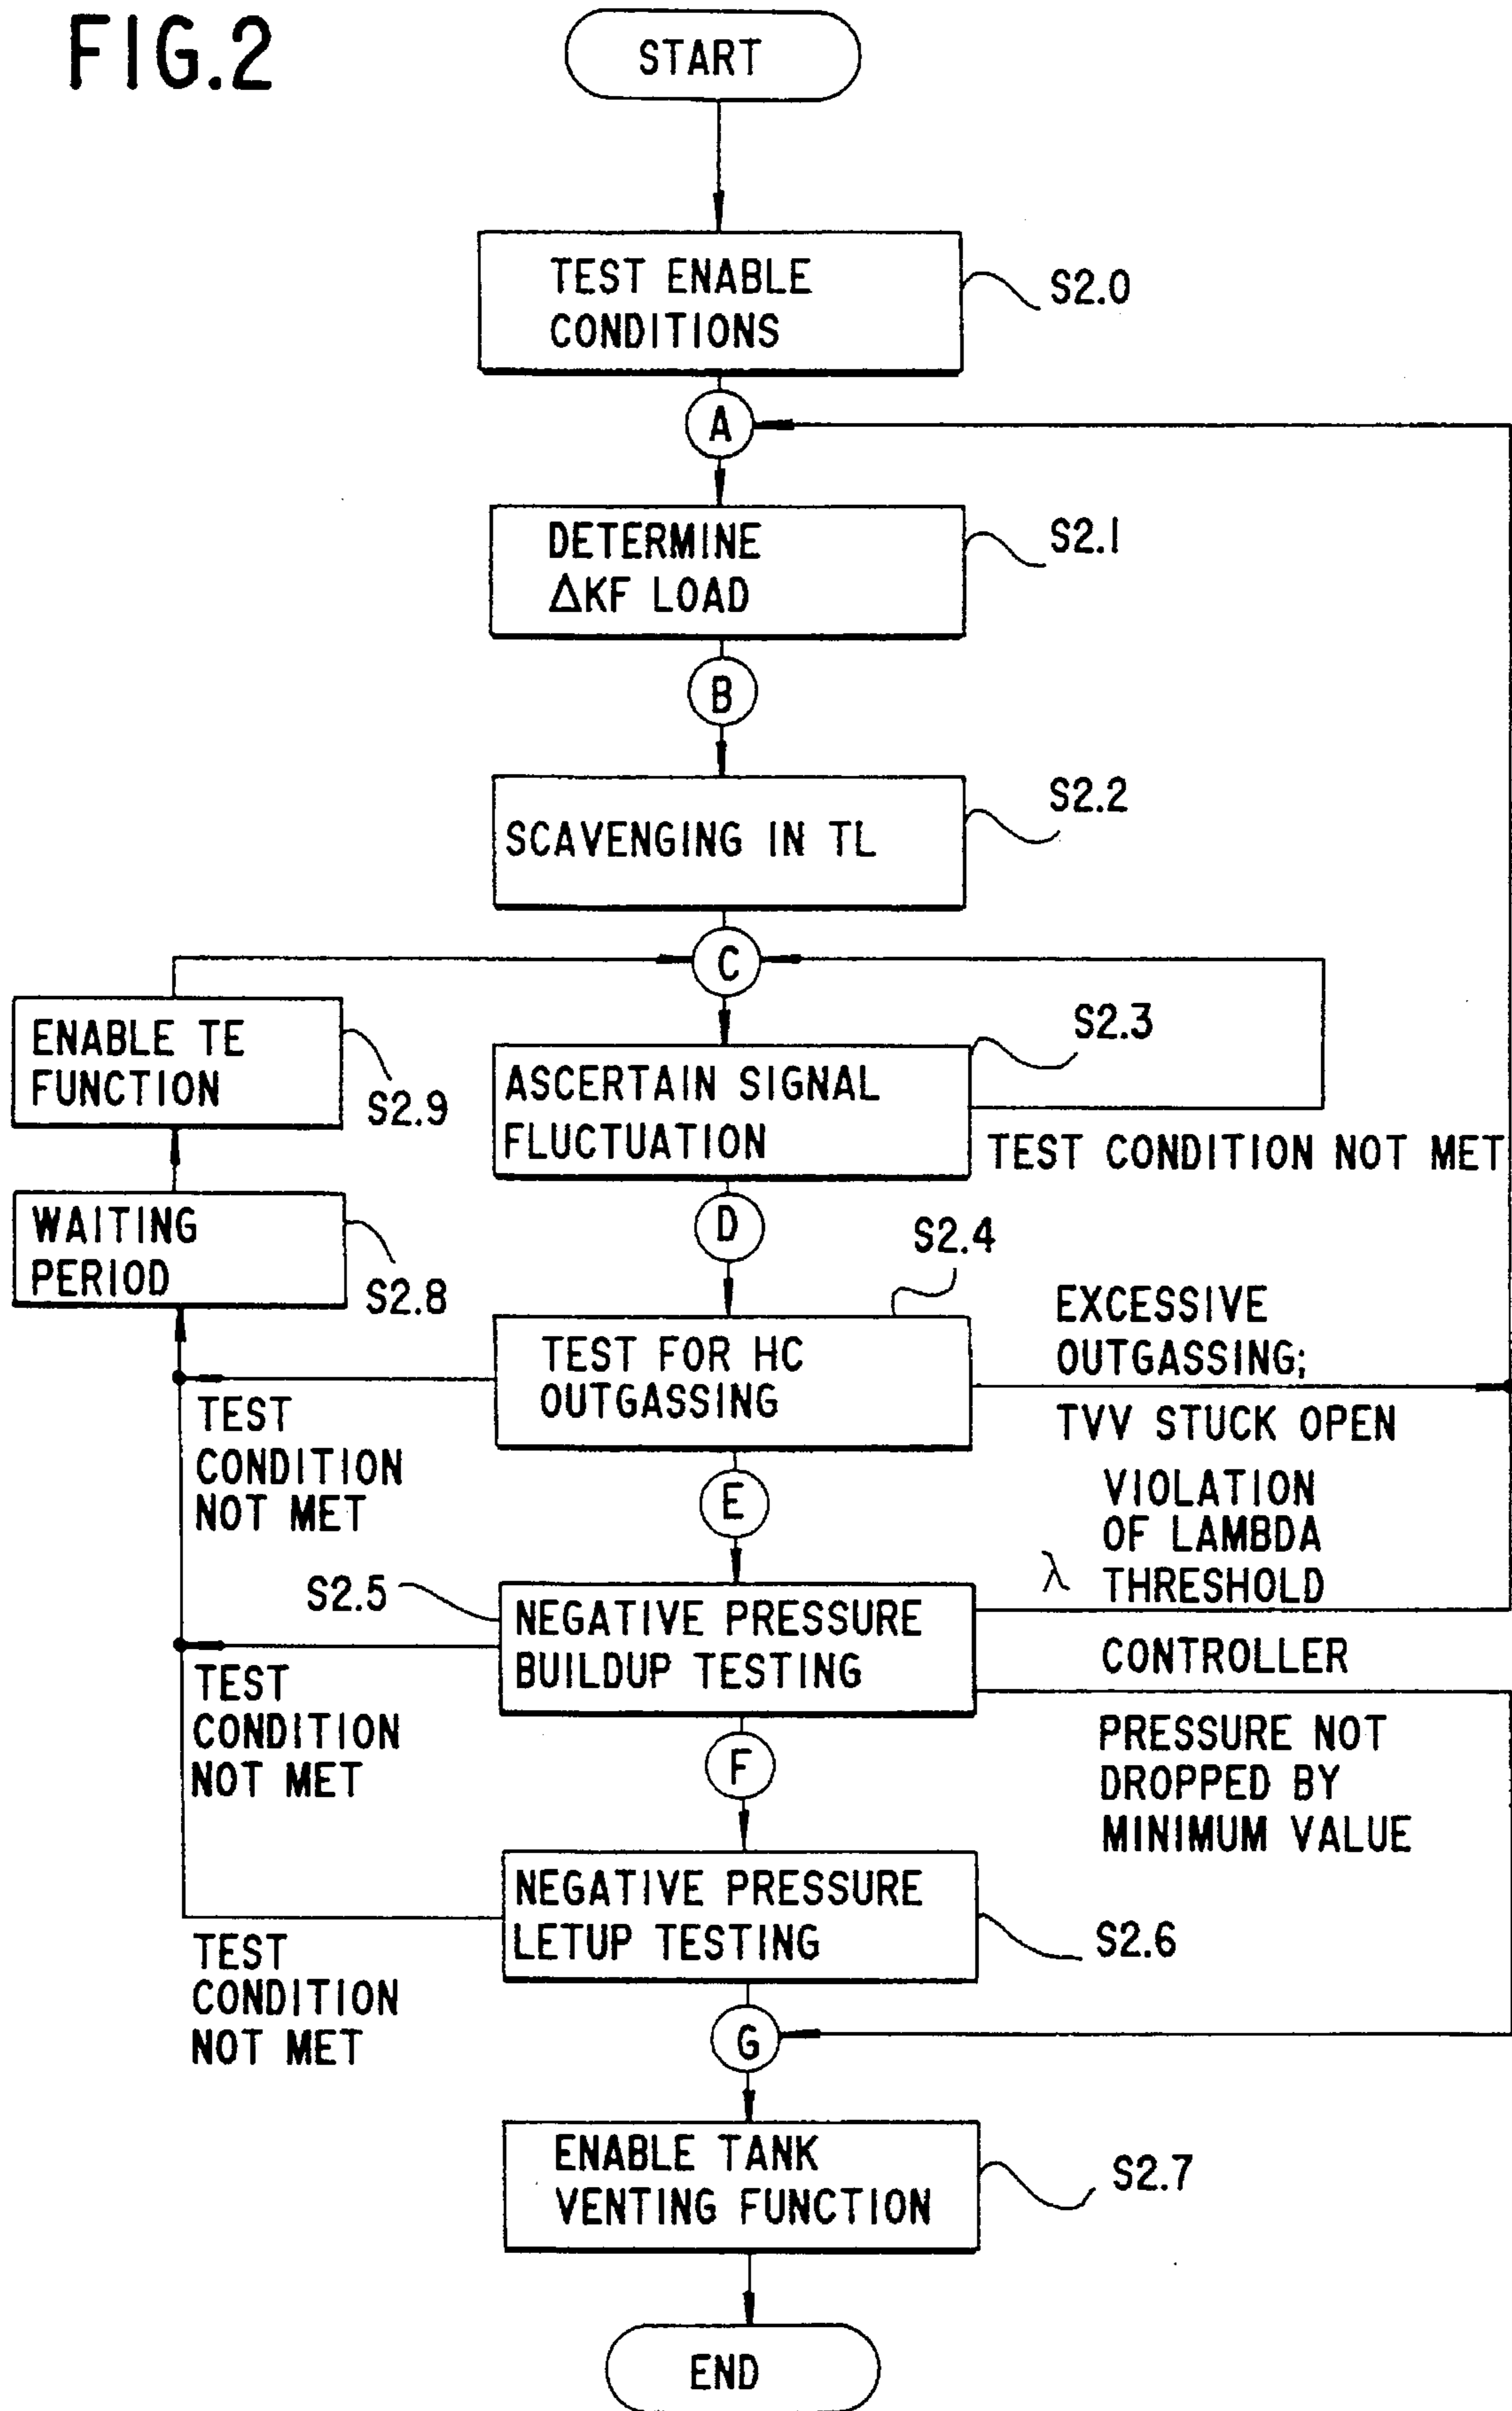 FIG.2
START
TEST ENABLE
CONDITIONS
S2.0
A
DETERMINE
ΔKF LOAD
S2.1
B
SCAVENGING IN TL
S2.2
C
ENABLE TE
FUNCTION
S2.9
ASCERTAIN SIGNAL
FLUCTUATION
S2.3
TEST CONDITION NOT MET
D
WAITING
PERIOD
S2.8
S2.4
TEST FOR HC
OUTGASSING
EXCESSIVE
OUTGASSING;
TVV STUCK OPEN
TEST
CONDITION
NOT MET
E
VIOLATION
OF LAMBDA
λ THRESHOLD
CONTROLLER
S2.5
NEGATIVE PRESSURE
BUILDUP TESTING
TEST
CONDITION
NOT MET
F
PRESSURE NOT
DROPPED BY
MINIMUM VALUE
NEGATIVE PRESSURE
LETUP TESTING
S2.6
TEST
CONDITION
NOT MET
G
ENABLE TANK
VENTING FUNCTION
S2.7
END